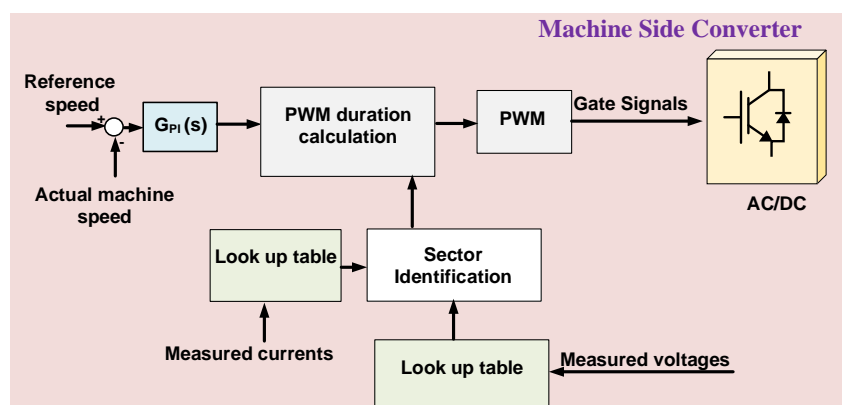 Machine Side Converter
Reference
speed
+
-
G_PI (s)
PWM duration
calculation
PWM
Gate Signals
Actual machine
speed
AC/DC
Look up table
Sector
Identification
Measured currents
Look up table
Measured voltages